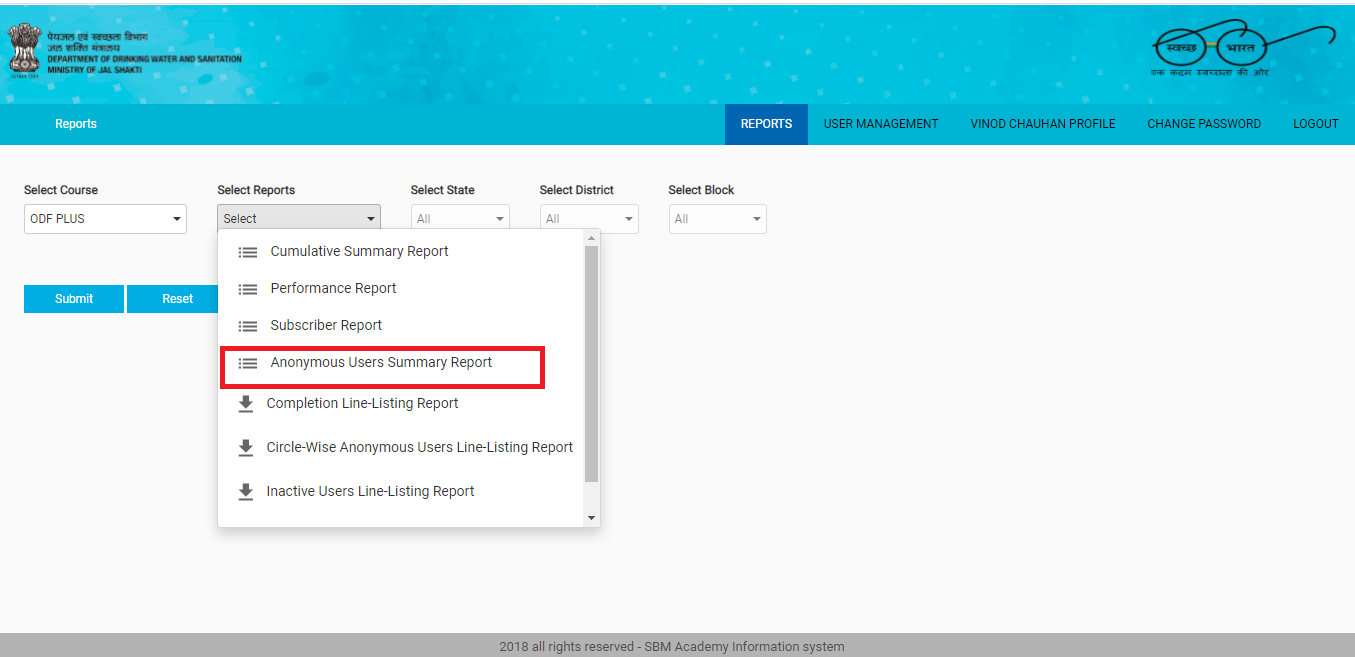 पेयजल एवं स्वच्छता विभाग
जल शक्ति मंत्रालय
DEPARTMENT OF DRINKING WATER AND SANITATION
MINISTRY OF JAL SHAKTI
स्वच्छ भारत
एक कदम स्वच्छता की ओर
Reports REPORTS USER MANAGEMENT VINOD CHAUHAN PROFILE CHANGE PASSWORD LOGOUT
Select Course Select Reports Select State Select District Select Block
ODF PLUS Select All All All
Cumulative Summary Report
Performance Report
Submit Reset
Subscriber Report
Anonymous Users Summary Report
Completion Line-Listing Report
Circle-Wise Anonymous Users Line-Listing Report
Inactive Users Line-Listing Report
2018 all rights reserved - SBM Academy Information system